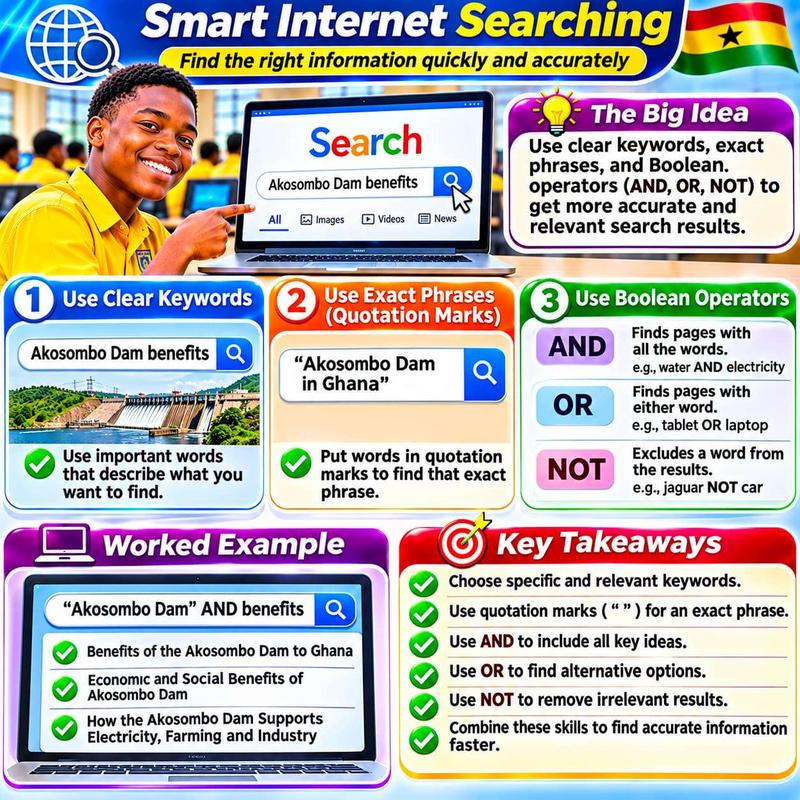 Smart Internet Searching
Find the right information quickly and accurately
Search
Akosombo Dam benefits
All
Images
Videos
News
The Big Idea
Use clear keywords, exact
phrases, and Boolean.
operators (AND, OR, NOT) to
get more accurate and
relevant search results.
1 Use Clear Keywords
Akosombo Dam benefits
Use important words
that describe what you
want to find.
2 Use Exact Phrases
(Quotation Marks)
“Akosombo Dam
in Ghana”
Put words in quotation
marks to find that exact
phrase.
3 Use Boolean Operators
AND
Finds pages with
all the words.
e.g., water AND electricity
OR
Finds pages with
either word.
e.g., tablet OR laptop
NOT
Excludes a word from
the results.
e.g., jaguar NOT car
Worked Example
“Akosombo Dam” AND benefits
Benefits of the Akosombo Dam to Ghana
Economic and Social Benefits of
Akosombo Dam
How the Akosombo Dam Supports
Electricity, Farming and Industry
Key Takeaways
Choose specific and relevant keywords.
Use quotation marks (“ ”) for an exact phrase.
Use AND to include all key ideas.
Use OR to find alternative options.
Use NOT to remove irrelevant results.
Combine these skills to find accurate information
faster.